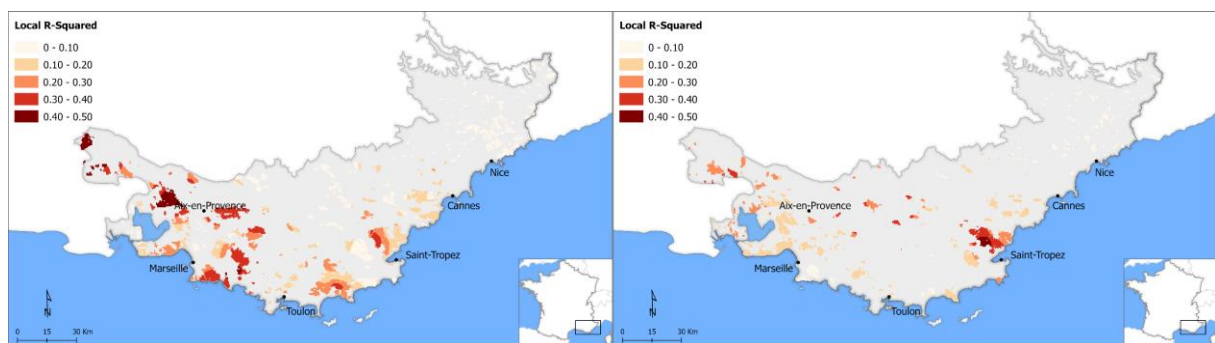 Local R-Squared
0 - 0.10
0.10 - 0.20
0.20 - 0.30
0.30 - 0.40
0.40 - 0.50
Nice
Cannes
Aix-en-Provence
Saint-Tropez
Marseille
Toulon
N
0 15 30 Km
Local R-Squared
0 - 0.10
0.10 - 0.20
0.20 - 0.30
0.30 - 0.40
0.40 - 0.50
Nice
Cannes
Aix-en-Provence
Saint-Tropez
Marseille
Toulon
N
0 15 30 Km